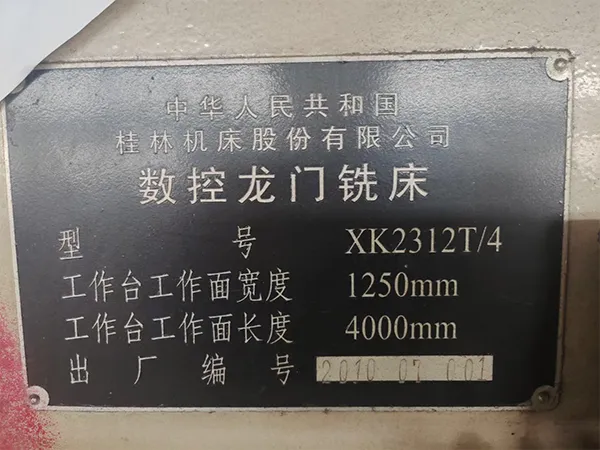 中华人民共和国
桂林机床股份有限公司
数控龙门铣床
型号 XK2312T/4
工作台工作面宽度 1250mm
工作台工作面长度 4000mm
出厂编号 2010 07 001